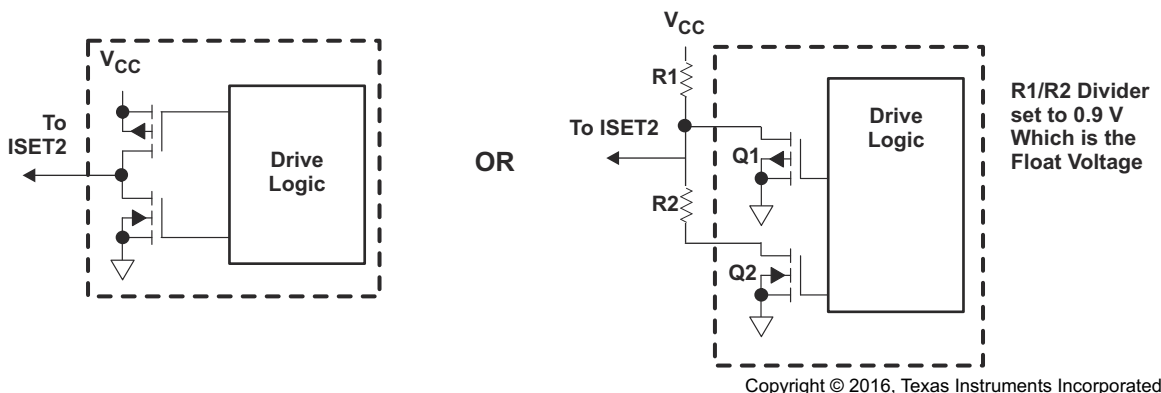 VCC
To
ISET2
Drive
Logic
OR
VCC
R1
To ISET2
Q1
R2
Q2
Drive
Logic
R1/R2 Divider
set to 0.9 V
Which is the
Float Voltage
Copyright © 2016, Texas Instruments Incorporated